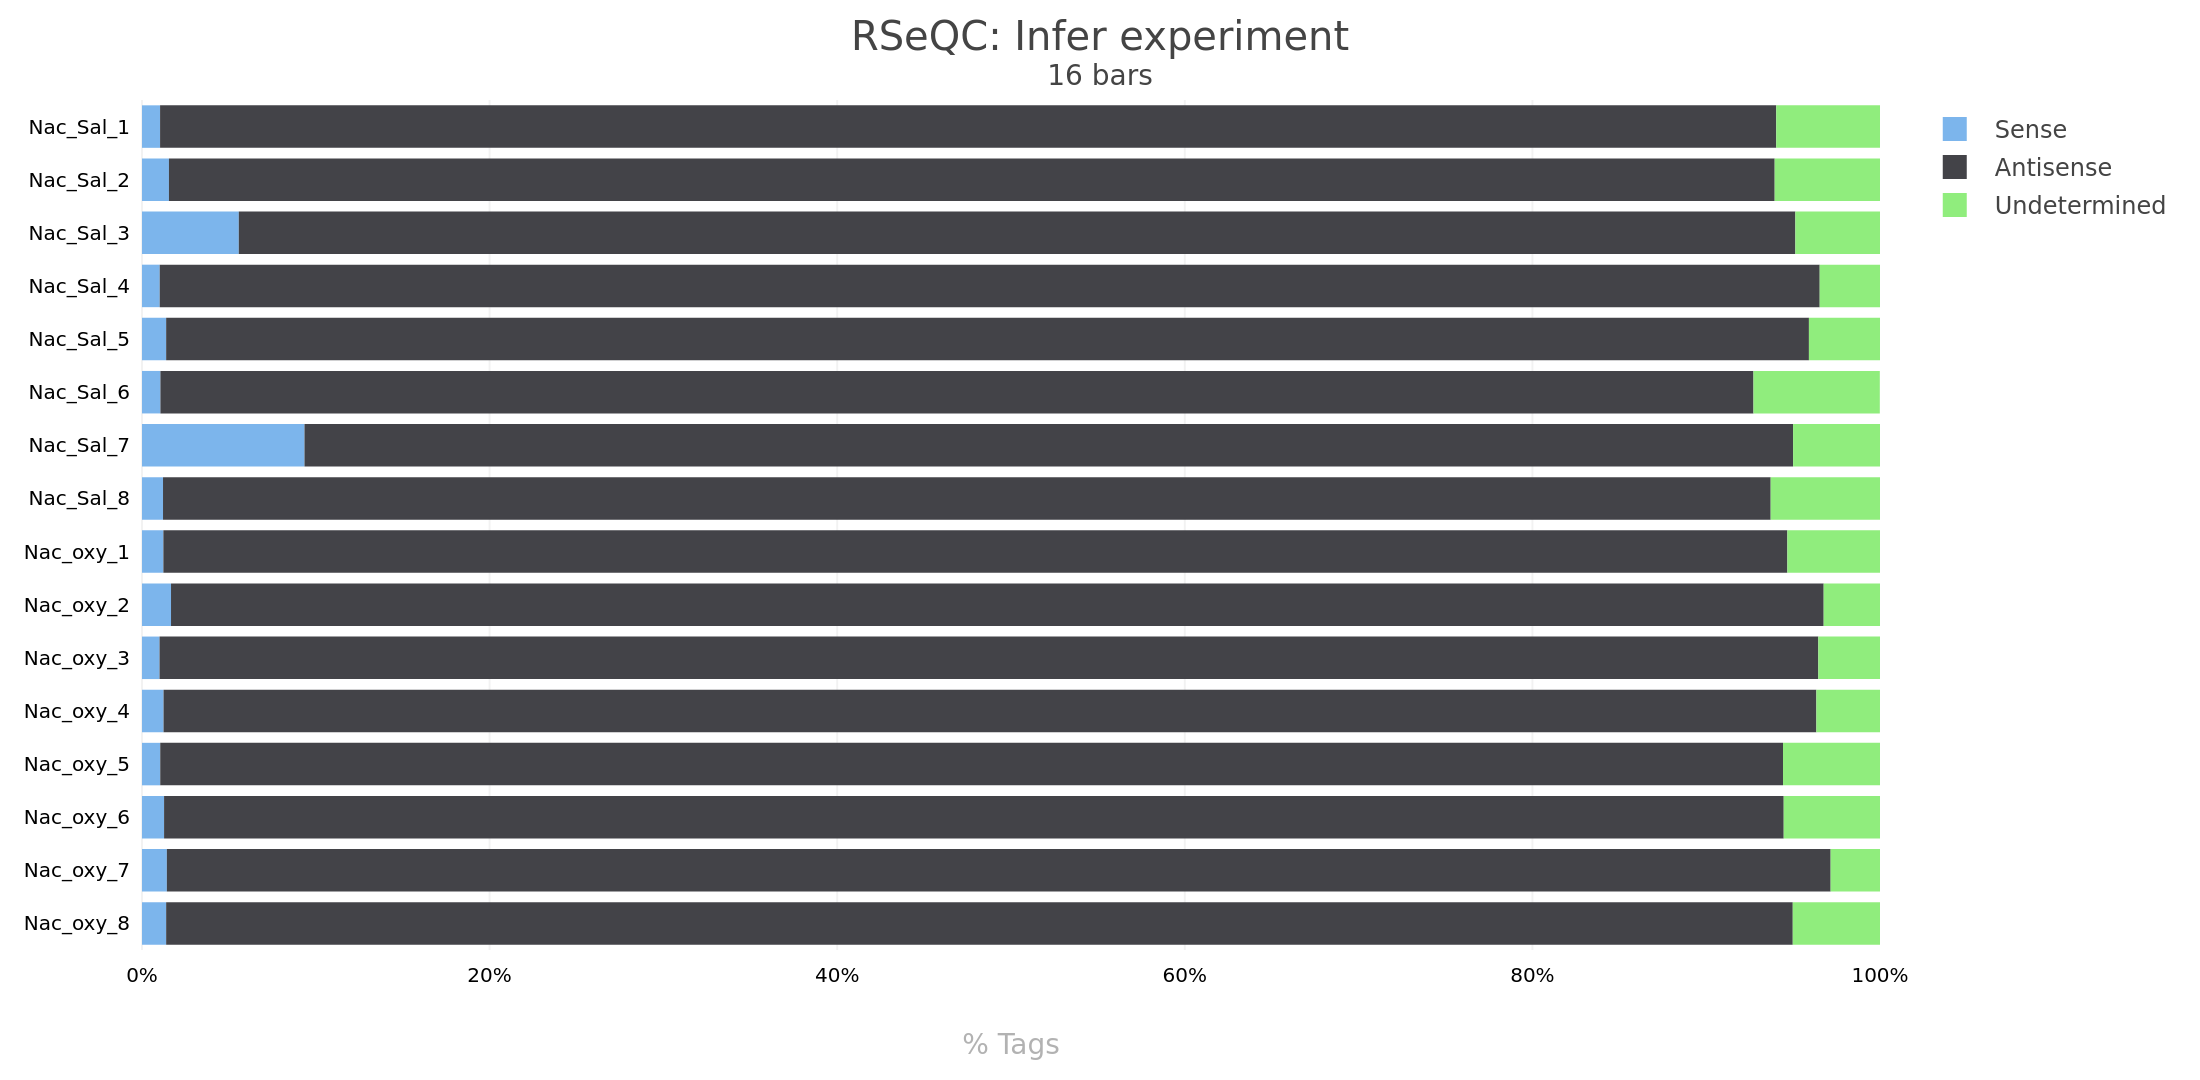 RSeQC: Infer experiment
16 bars
Nac_Sal_1
Nac_Sal_2
Nac_Sal_3
Nac_Sal_4
Nac_Sal_5
Nac_Sal_6
Nac_Sal_7
Nac_Sal_8
Nac_oxy_1
Nac_oxy_2
Nac_oxy_3
Nac_oxy_4
Nac_oxy_5
Nac_oxy_6
Nac_oxy_7
Nac_oxy_8
0% 20% 40% 60% 80% 100%
% Tags
Sense
Antisense
Undetermined